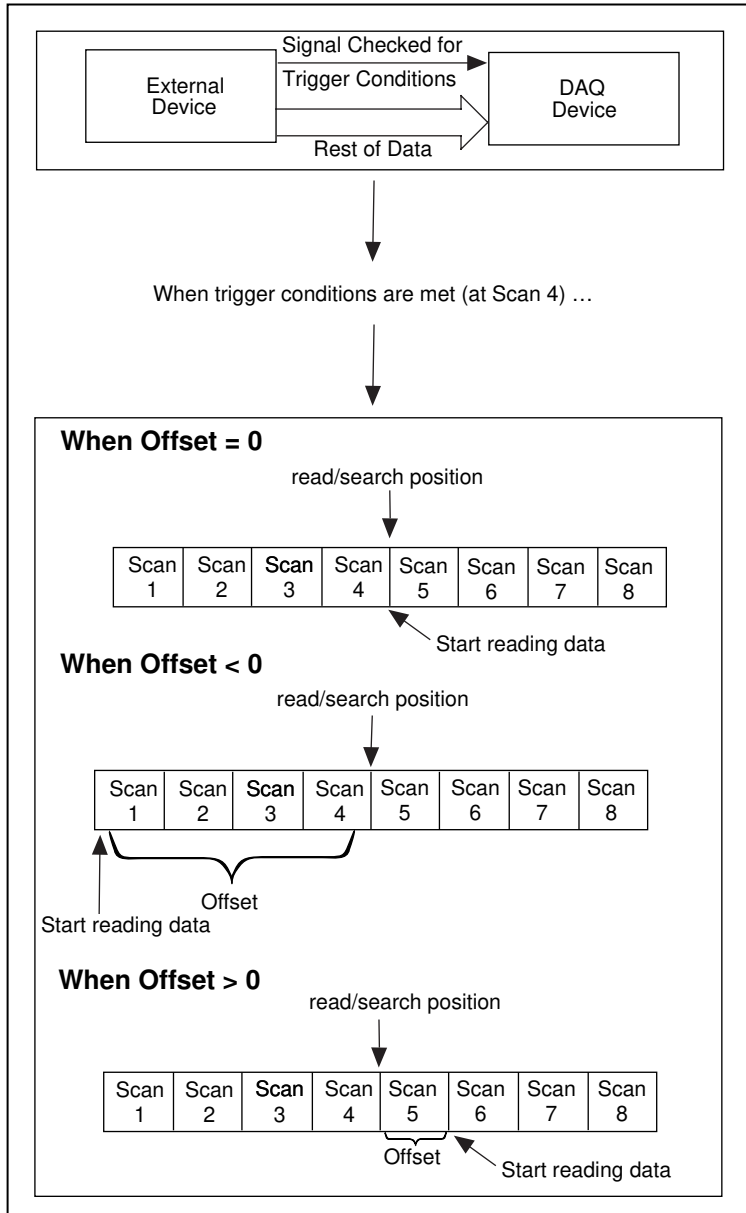 Signal Checked for
Trigger Conditions
External
Device
DAQ
Device
Rest of Data
When trigger conditions are met (at Scan 4) …
When Offset = 0
read/search position
Scan Scan Scan Scan Scan Scan Scan Scan
1 2 3 4 5 6 7 8
Start reading data
When Offset < 0
read/search position
Scan Scan Scan Scan Scan Scan Scan Scan
1 2 3 4 5 6 7 8
Offset
Start reading data
When Offset > 0
read/search position
Scan Scan Scan Scan Scan Scan Scan Scan
1 2 3 4 5 6 7 8
Offset
Start reading data